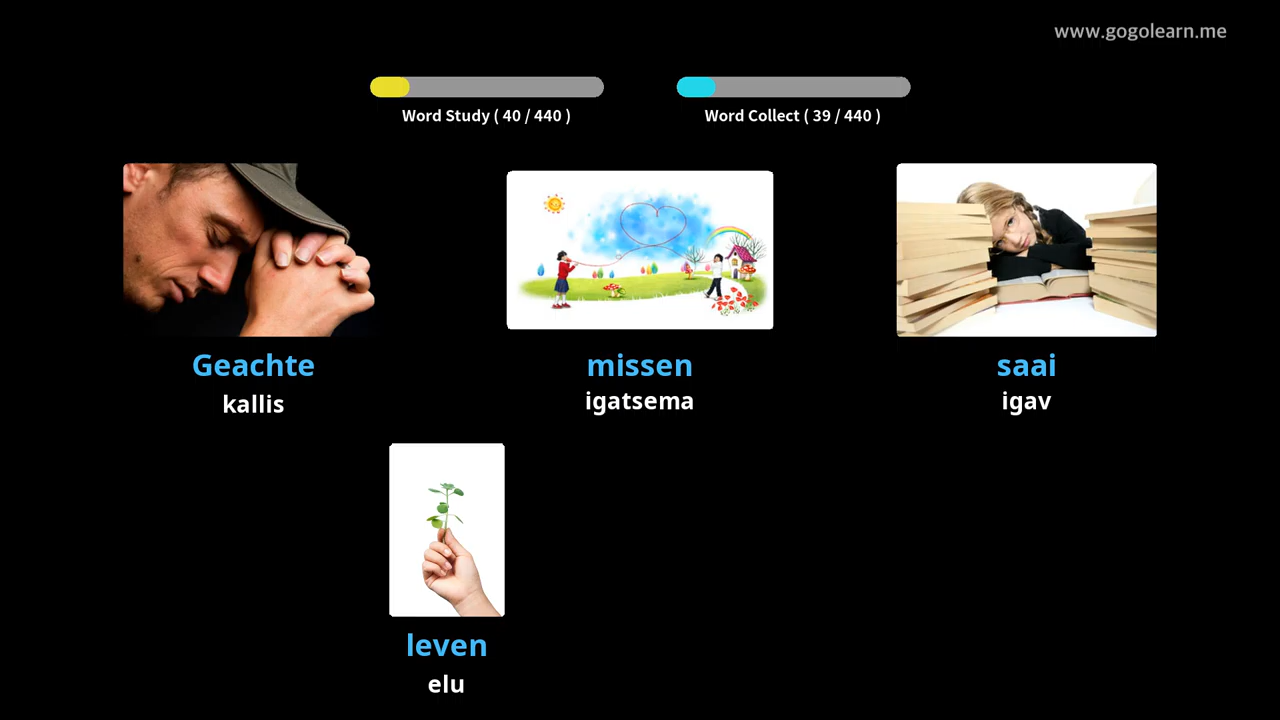 www.gogolearn.me
Word Study ( 40 / 440 )
Word Collect ( 39 / 440 )
Geachte
kallis
missen
igatsema
saai
igav
leven
elu